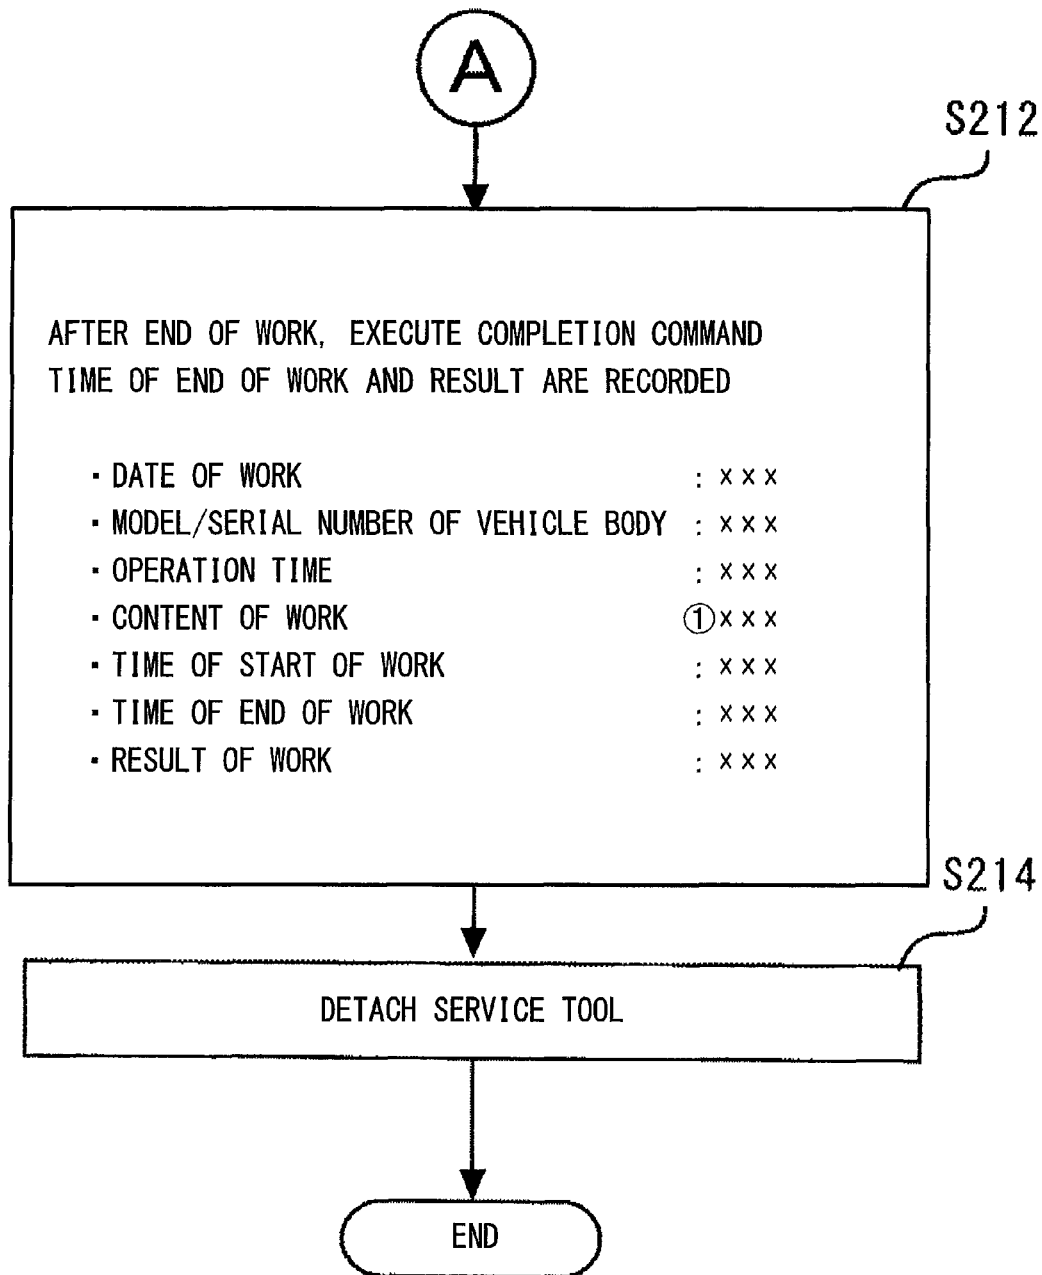 A
S212
AFTER END OF WORK, EXECUTE COMPLETION COMMAND
TIME OF END OF WORK AND RESULT ARE RECORDED
▪ DATE OF WORK : x x x
▪ MODEL/SERIAL NUMBER OF VEHICLE BODY : x x x
▪ OPERATION TIME : x x x
▪ CONTENT OF WORK ① x x x
▪ TIME OF START OF WORK : x x x
▪ TIME OF END OF WORK : x x x
▪ RESULT OF WORK : x x x
S214
DETACH SERVICE TOOL
END